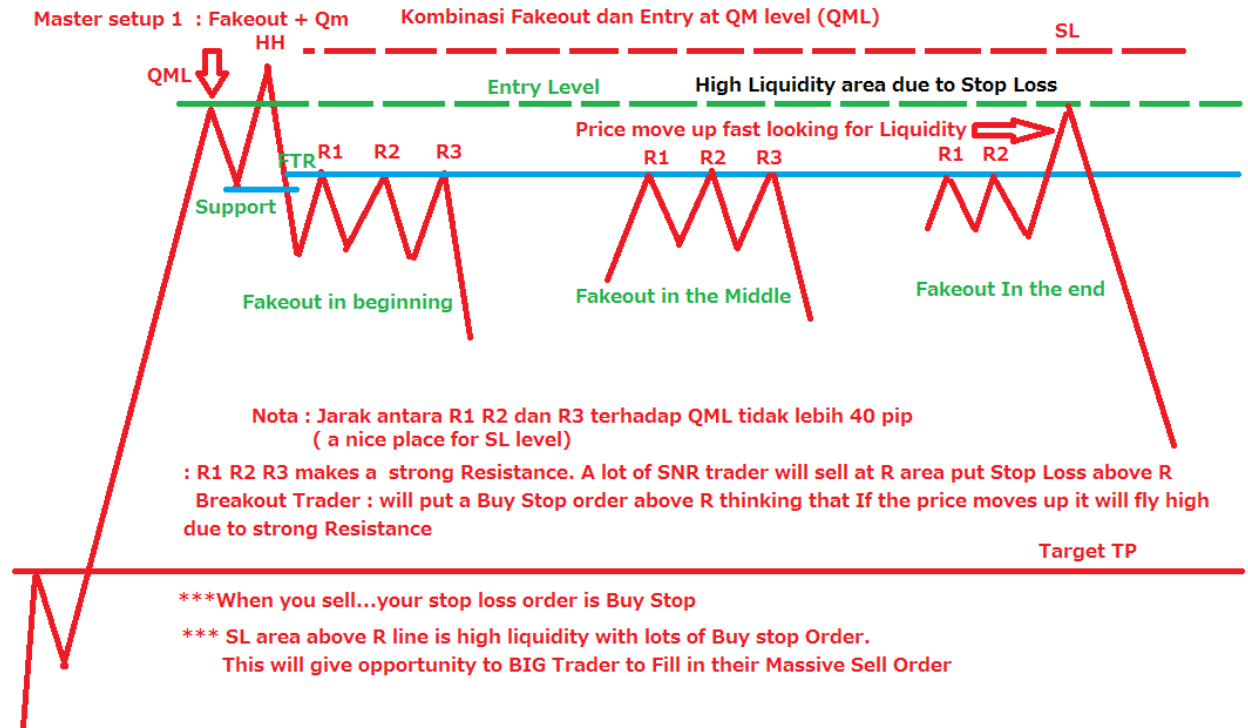 Master setup 1  : Fakeout + Qm
Kombinasi Fakeout dan Entry at QM level (QML)
HH
SL
QML
Entry Level
High Liquidity area due to Stop Loss
Price move up fast looking for Liquidity
FTR
R1
R2
R3
R1
R2
R3
R1
R2
Support
Fakeout in beginning
Fakeout in the Middle
Fakeout In the end
Nota : Jarak antara R1 R2 dan R3 terhadap QML tidak lebih 40 pip
( a nice place for SL level)
: R1 R2 R3 makes a  strong Resistance. A lot of SNR trader will sell at R area put Stop Loss above R
Breakout Trader : will put a Buy Stop order above R thinking that If the price moves up it will fly high
due to strong Resistance
Target TP
***When you sell...your stop loss order is Buy Stop
*** SL area above R line is high liquidity with lots of Buy stop Order.
This will give opportunity to BIG Trader to Fill in their Massive Sell Order